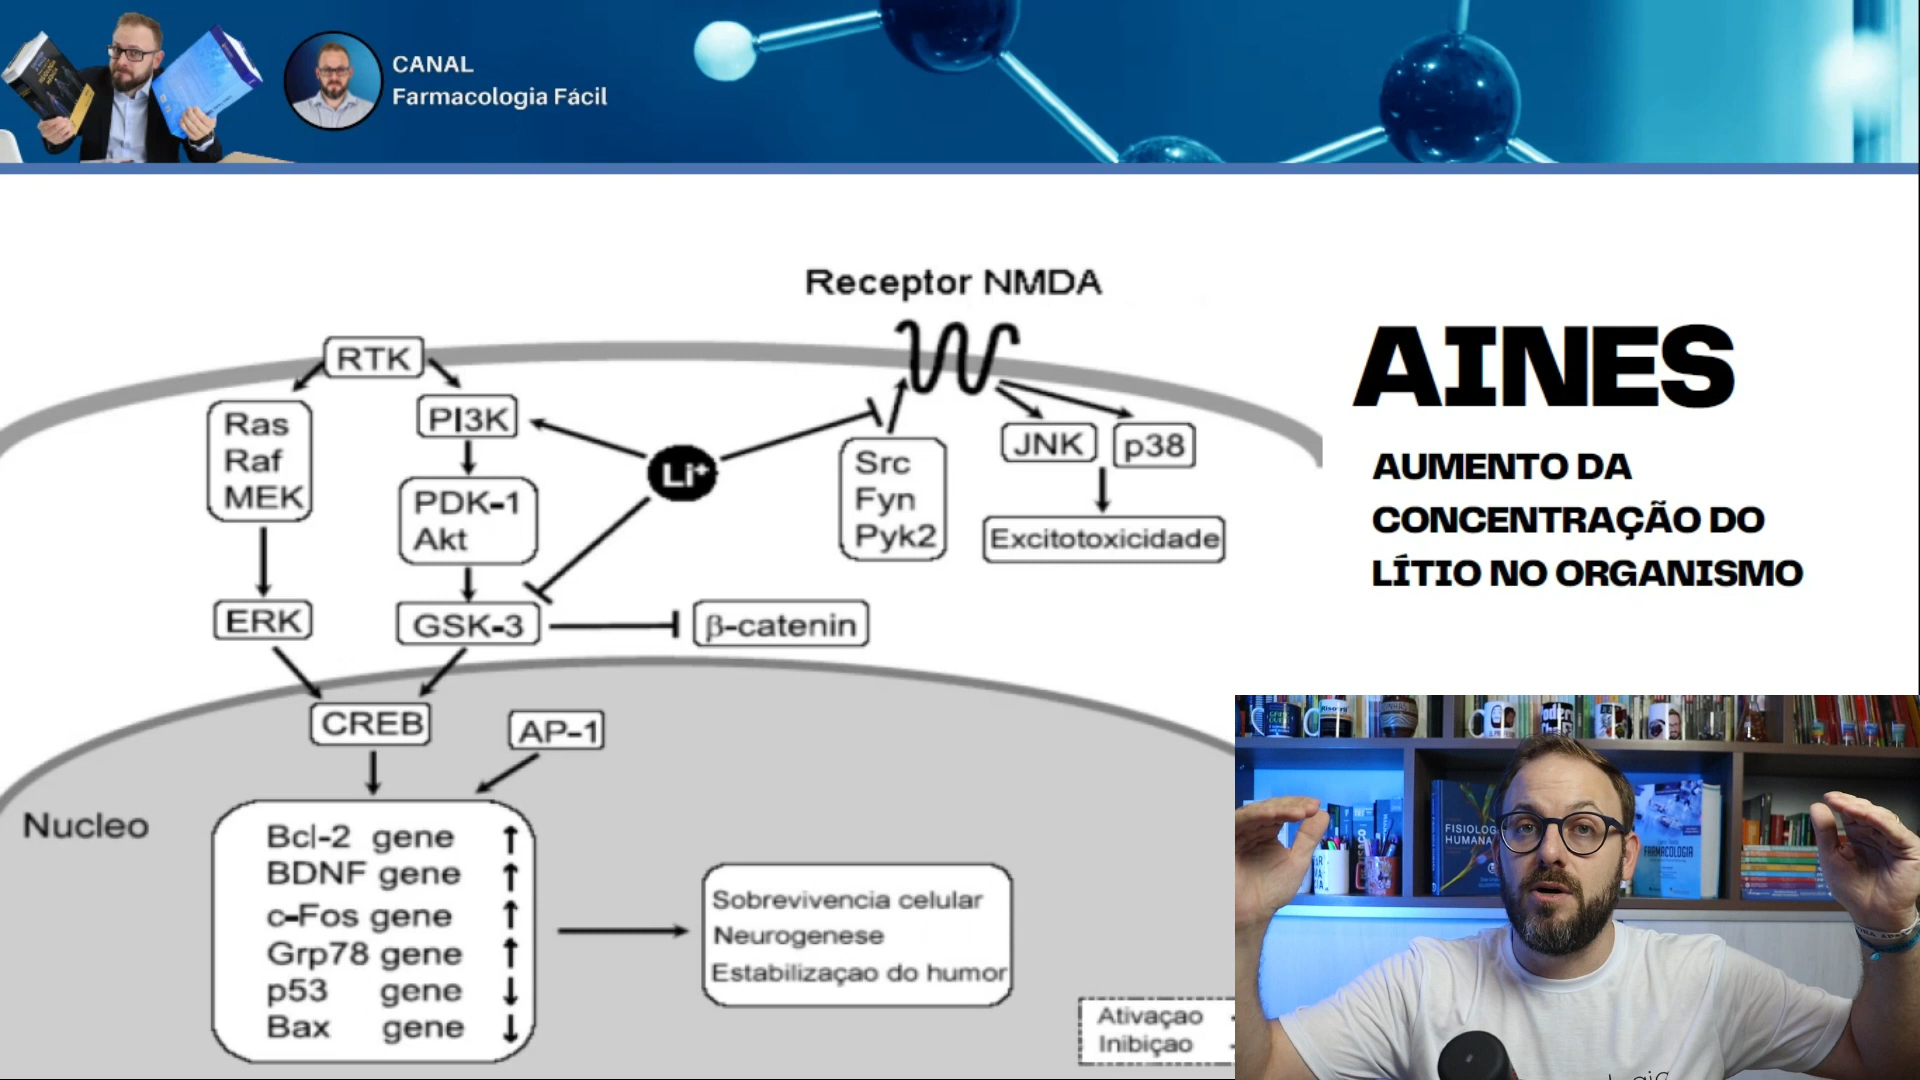 CANAL
Farmacologia Fácil
Receptor NMDA
RTK
Ras
Raf
MEK
PI3K
Li⁺
PDK-1
Akt
Src
Fyn
Pyk2
JNK
p38
Excitotoxicidade
ERK
GSK-3
β-catenin
CREB
AP-1
Nucleo
Bcl-2 gene ↑
BDNF gene ↑
c-Fos gene ↑
Grp78 gene ↑
p53 gene ↓
Bax gene ↓
Sobrevivencia celular
Neurogenese
Estabilizaçao do humor
Ativaçao
Inibiçao
AINES
AUMENTO DA
CONCENTRAÇÃO DO
LÍTIO NO ORGANISMO
FISIOLOG
HUMANA
FARMACOLOGIA